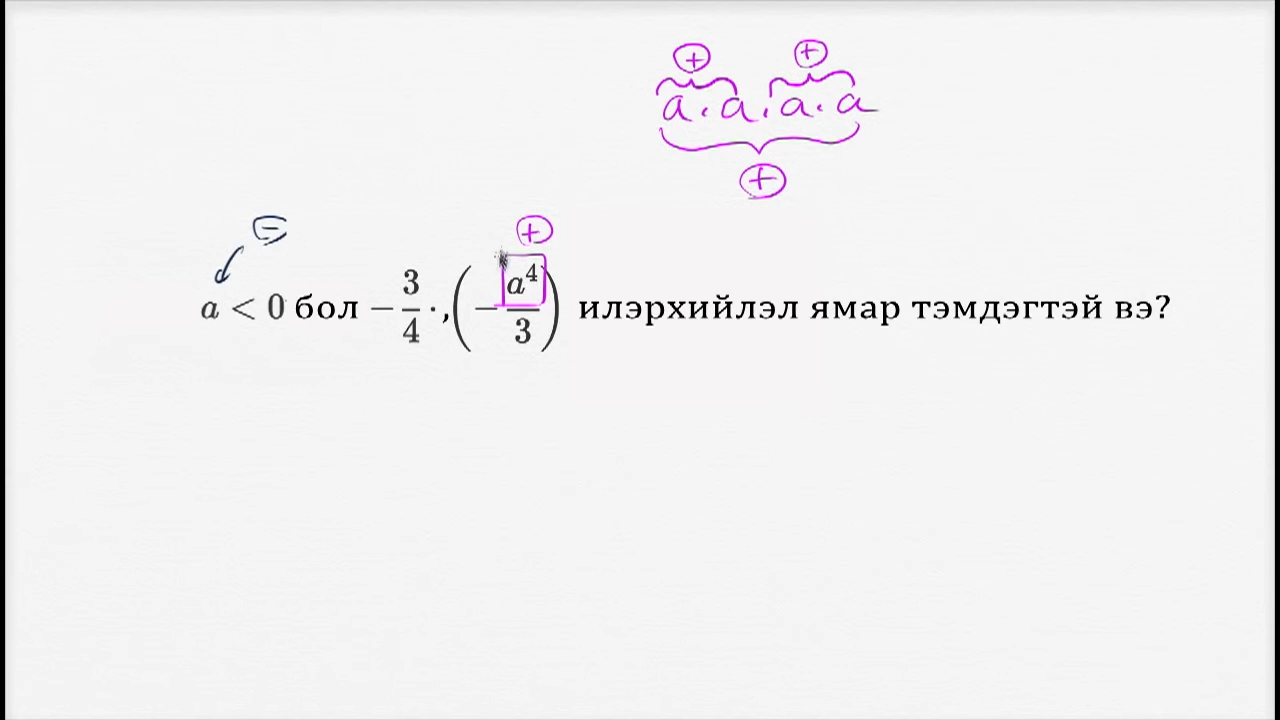 + +
a · a · a · a
+
− +
a < 0 бол −3/4 ·,(−a⁴/3) илэрхийлэл ямар тэмдэгтэй вэ?